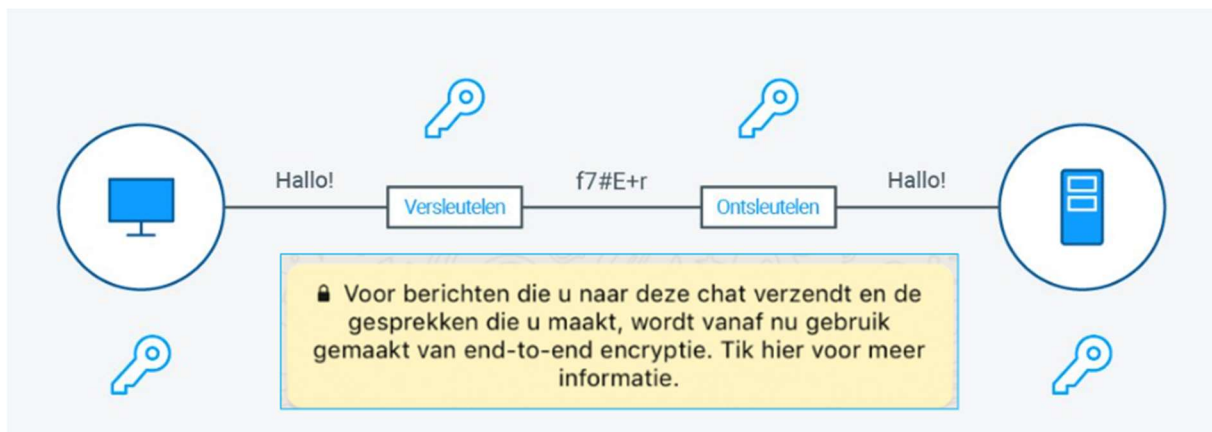 Hallo!
f7#E+r
Hallo!
Versleutelen
Ontsleutelen
Voor berichten die u naar deze chat verzendt en de
gesprekken die u maakt, wordt vanaf nu gebruik
gemaakt van end-to-end encryptie. Tik hier voor meer
informatie.